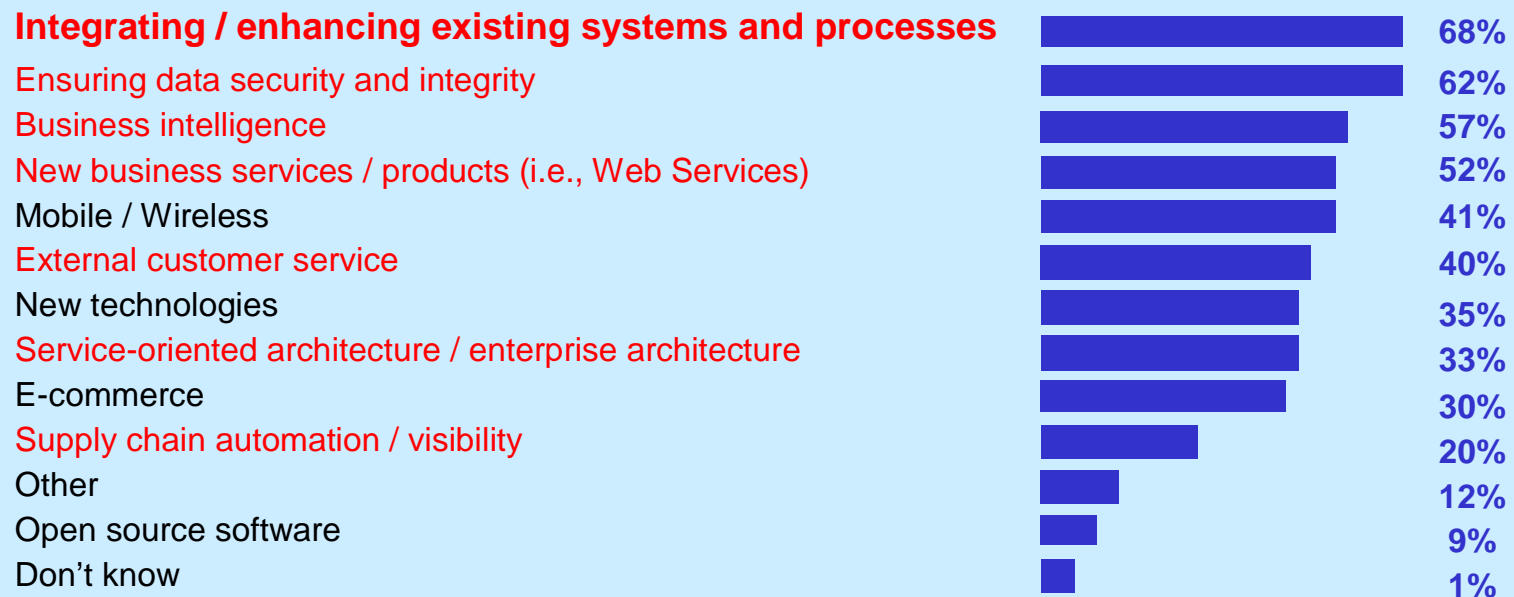 Integrating / enhancing existing systems and processes 68%
Ensuring data security and integrity 62%
Business intelligence 57%
New business services / products (i.e., Web Services) 52%
Mobile / Wireless 41%
External customer service 40%
New technologies 35%
Service-oriented architecture / enterprise architecture 33%
E-commerce 30%
Supply chain automation / visibility 20%
Other 12%
Open source software 9%
Don’t know 1%